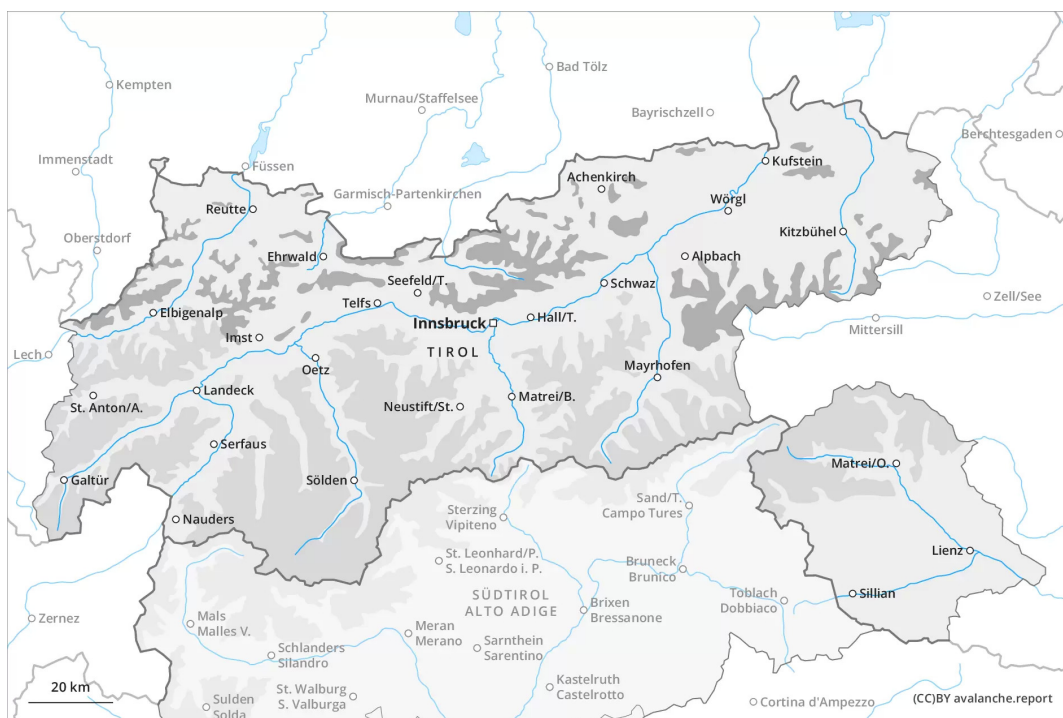 Kempten
Bad Tölz
Murnau/Staffelsee
Bayrischzell
Berchtesgaden
Immenstadt
Füssen
Kufstein
Achenkirch
Garmisch-Partenkirchen
Reutte
Wörgl
Oberstdorf
Kitzbühel
Ehrwald
Alpbach
Seefeld/T.
Schwaz
Zell/See
Telfs
Elbigenalp
Hall/T.
Innsbruck
Mittersill
Imst
Lech
TIROL
Oetz
Mayrhofen
Landeck
St. Anton/A.
Neustift/St.
Matrei/B.
Serfaus
Matrei/O.
Galtür
Sölden
Sand/T.
Campo Tures
Sterzing
Vipiteno
Nauders
Lienz
St. Leonhard/P.
S. Leonardo i. P.
Bruneck
Brunico
SÜDTIROL
ALTO ADIGE
Toblach
Dobbiaco
Sillian
Brixen
Bressanone
Zernez
Mals
Malles V.
Meran
Merano
Sarnthein
Sarentino
Schlanders
Silandro
Kastelruth
Castelrotto
20 km
St. Walburg
S. Valburga
Sulden
Solda
Cortina d'Ampezzo
(CC)BY avalanche.report